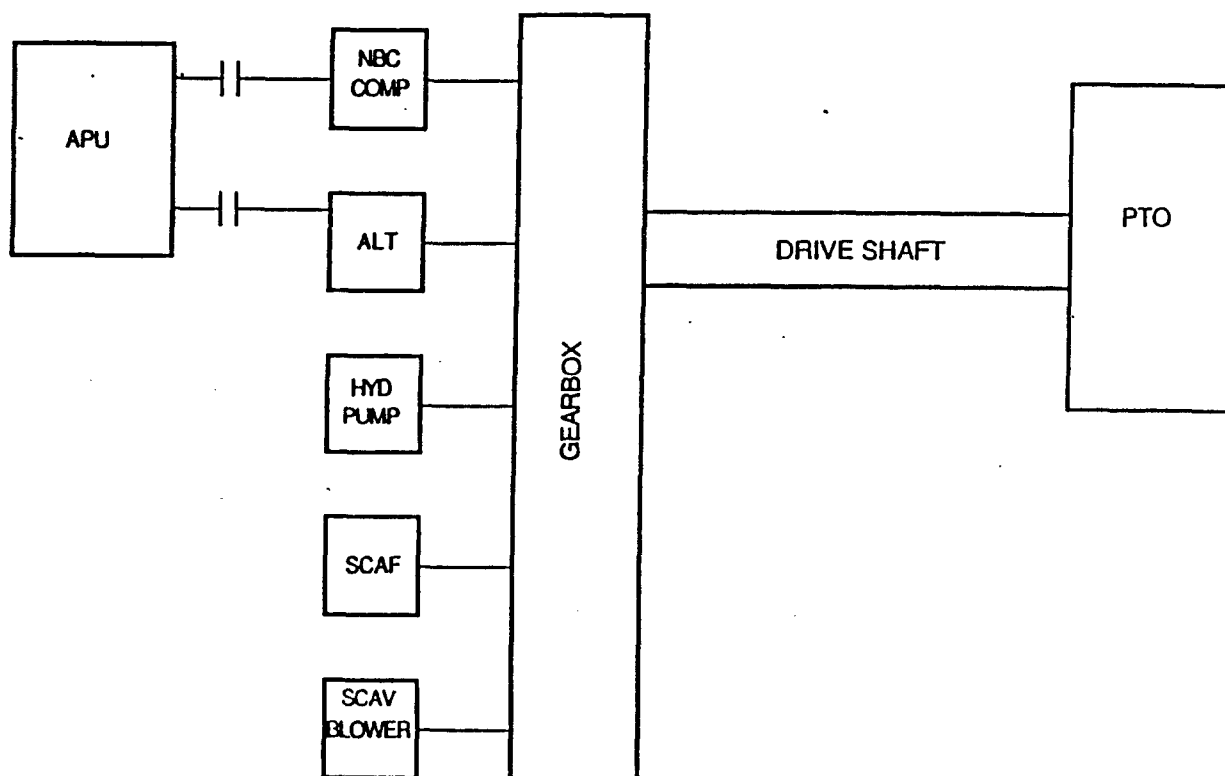 APU
NBC
COMP
ALT
HYD
PUMP
SCAF
SCAV
BLOWER
GEARBOX
DRIVE SHAFT
PTO